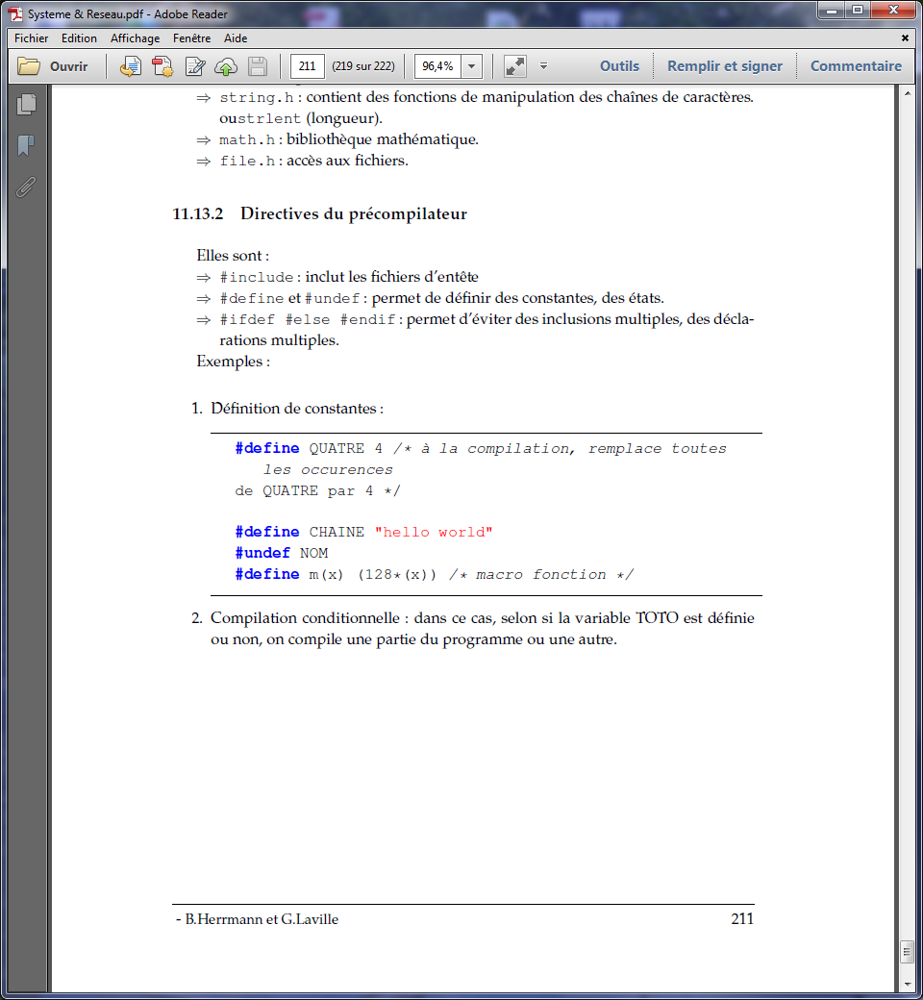 Systeme & Reseau.pdf - Adobe Reader
Fichier Edition Affichage Fenêtre Aide
Ouvrir 211 (219 sur 222) 96,4% Outils Remplir et signer Commentaire
⇒ string.h : contient des fonctions de manipulation des chaînes de caractères.
oustrlent (longueur).
⇒ math.h : bibliothèque mathématique.
⇒ file.h : accès aux fichiers.
11.13.2 Directives du précompilateur
Elles sont :
⇒ #include : inclut les fichiers d'entête
⇒ #define et #undef : permet de définir des constantes, des états.
⇒ #ifdef #else #endif : permet d'éviter des inclusions multiples, des décla-
rations multiples.
Exemples :
1. Définition de constantes :
#define QUATRE 4 /* à la compilation, remplace toutes
les occurences
de QUATRE par 4 */
#define CHAINE "hello world"
#undef NOM
#define m(x) (128*(x)) /* macro fonction */
2. Compilation conditionnelle : dans ce cas, selon si la variable TOTO est définie
ou non, on compile une partie du programme ou une autre.
- B.Herrmann et G.Laville 211